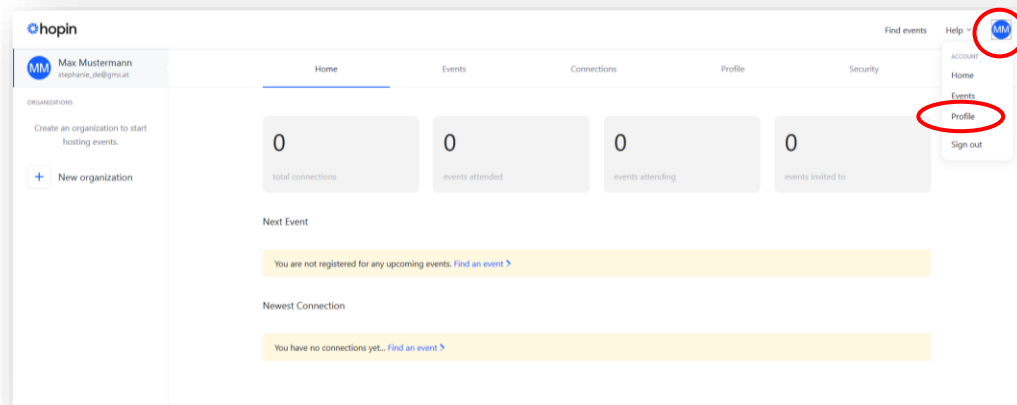 hopin
Find events
Help
MM
MM
Max Mustermann
stephanie_de@gmx.at
ORGANIZATIONS
Create an organization to start
hosting events.
+ New organization
Home
Events
Connections
Profile
Security
ACCOUNT
Home
Events
Profile
Sign out
0
total connections
0
events attended
0
events attending
0
events invited to
Next Event
You are not registered for any upcoming events. Find an event >
Newest Connection
You have no connections yet... Find an event >